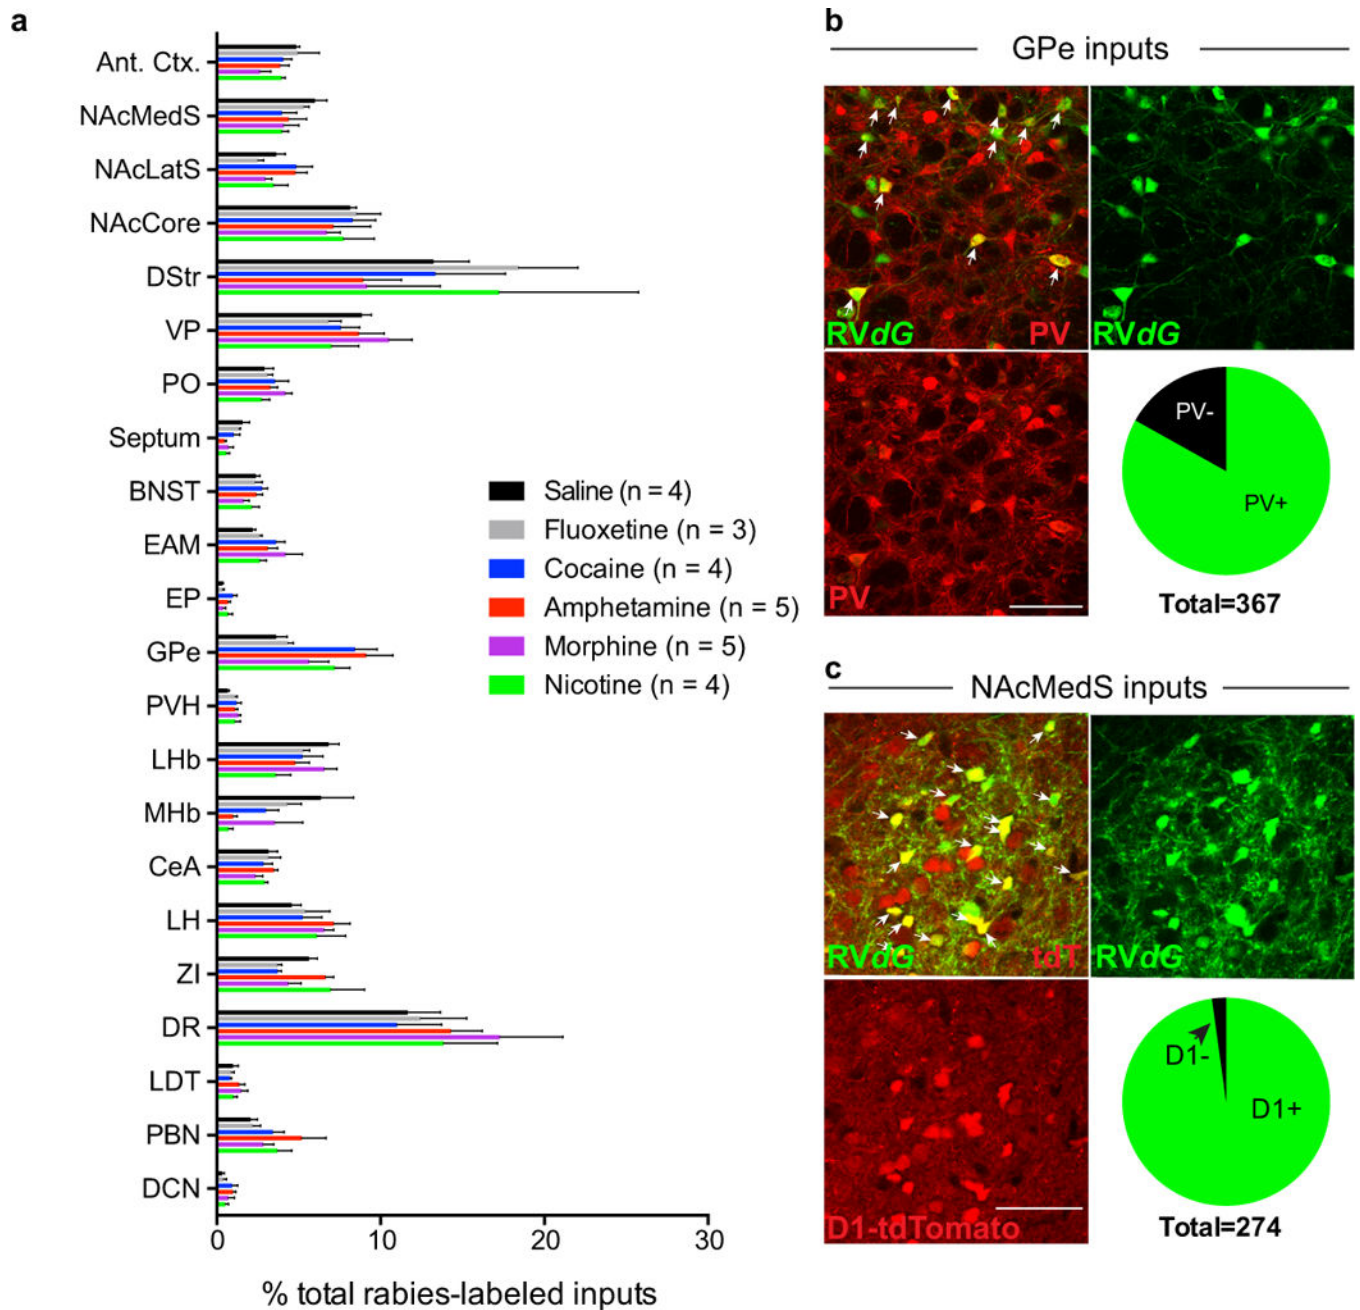 a
Ant. Ctx.
NAcMedS
NAcLatS
NAcCore
DStr
VP
PO
Septum
BNST
EAM
EP
GPe
PVH
LHb
MHb
CeA
LH
ZI
DR
LDT
PBN
DCN
0 10 20 30
% total rabies-labeled inputs
Saline (n = 4)
Fluoxetine (n = 3)
Cocaine (n = 4)
Amphetamine (n = 5)
Morphine (n = 5)
Nicotine (n = 4)
b
GPe inputs
RVdG PV
RVdG
PV
PV-
PV+
Total=367
c
NAcMedS inputs
RVdG tdT
RVdG
D1-tdTomato
D1-
D1+
Total=274